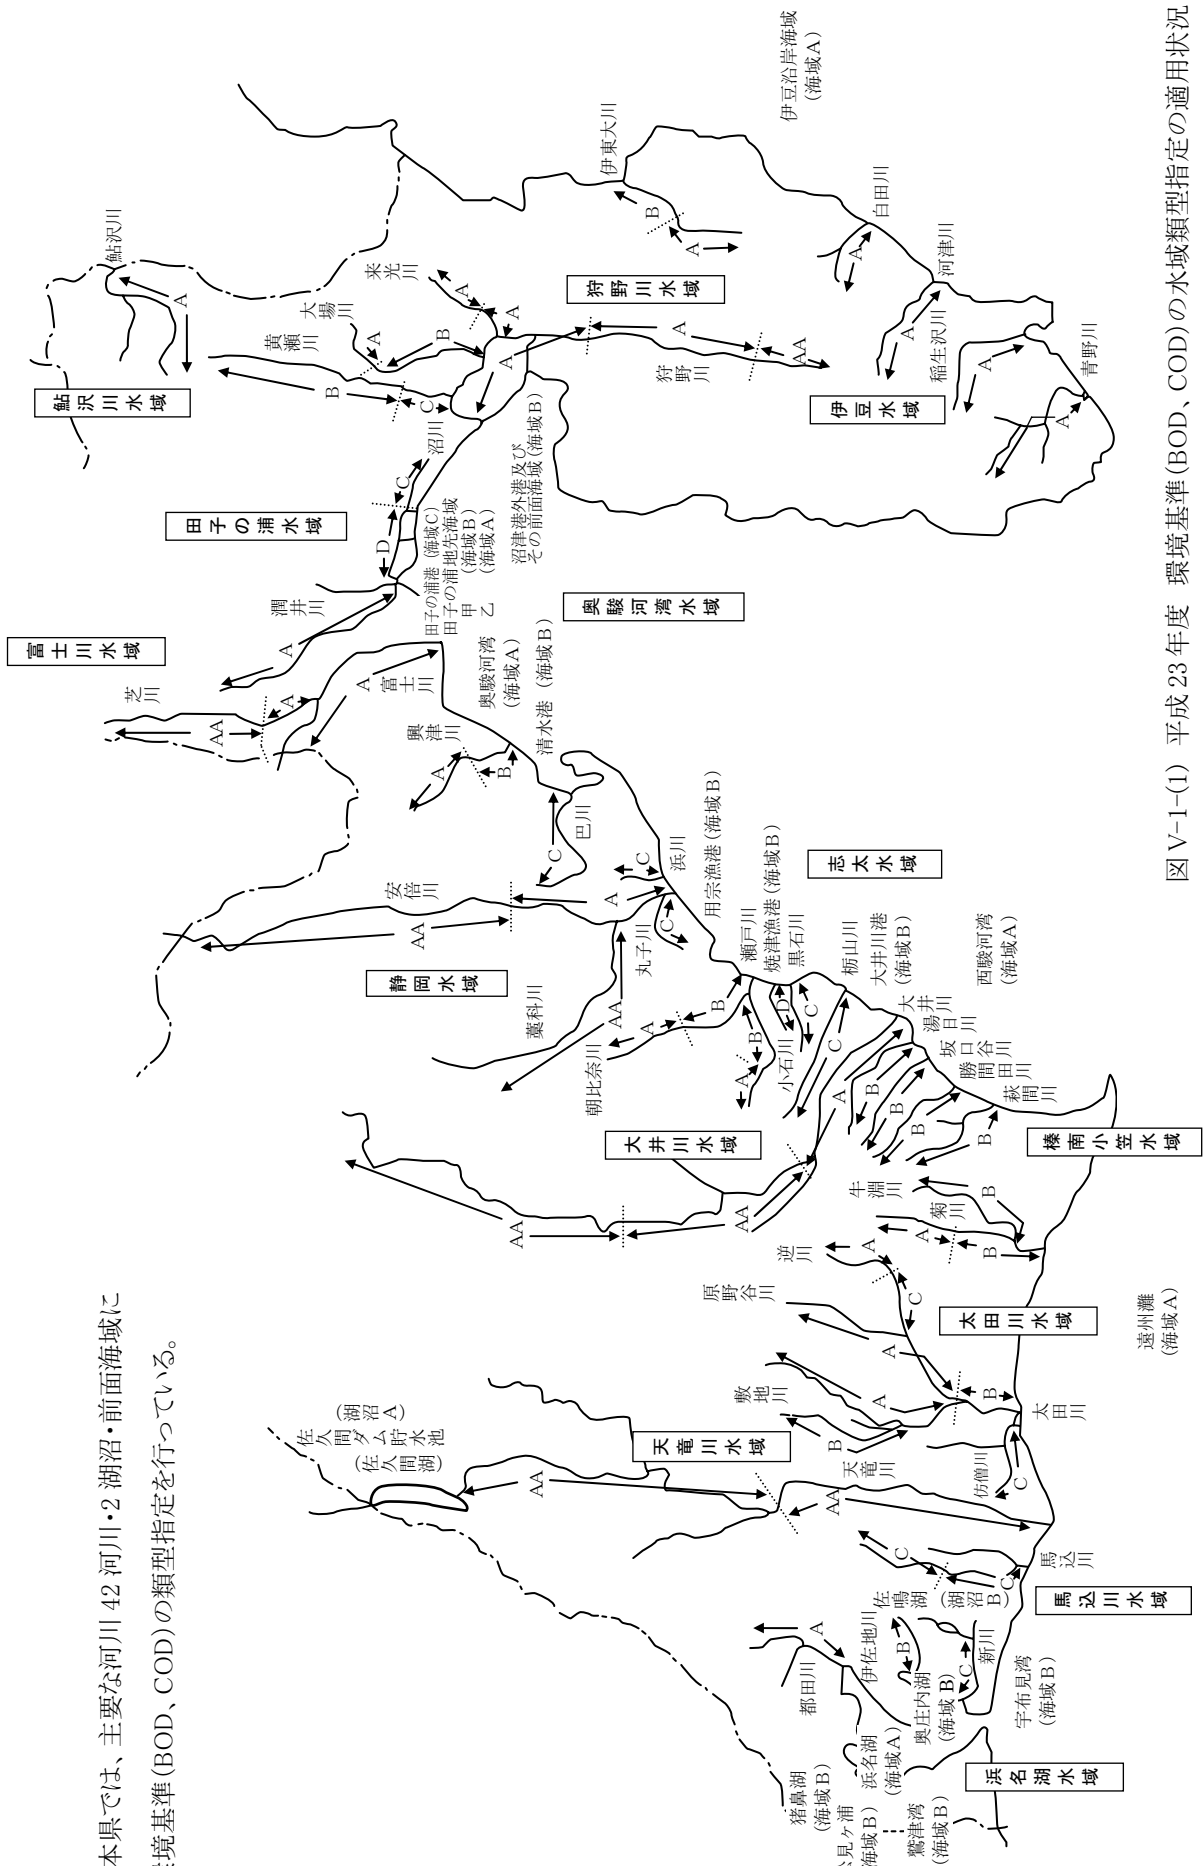 本県では、主要な河川 42 河川・2 湖沼・前面海域に
境基準(BOD、COD)の類型指定を行っている。
浜名湖水域
猪鼻湖
(海域B)
見ヶ浦
海域B)
鷲津湾
(海域B)
浜名湖
(海域A)
奥庄内湖
(海域B)
宇布見湾
(海域B)
都田川
A
伊佐地川
B
新川
C
佐鳴湖
(湖沼B)
馬込川水域
馬込川
C
C
天竜川水域
(湖沼A)
佐久間ダム貯水池
(佐久間湖)
天竜川
AA
AA
太田川水域
仿僧川
C
敷地川
B
A
太田川
B
原野谷川
A
逆川
A
C
遠州灘
(海域A)
榛南小笠水域
菊川
A
B
牛淵川
B
萩間川
B
勝間田川
B
坂口谷川
B
湯日川
B
大井川水域
大井川
AA
AA
A
西駿河湾
(海域A)
志太水域
栃山川
C
大井川港
(海域B)
黒石川
C
小石川
D
焼津漁港 (海域B)
瀬戸川
A
B
朝比奈川
A
B
用宗漁港 (海域B)
静岡水域
藁科川
AA
安倍川
AA
A
丸子川
C
浜川
C
巴川
C
清水港 (海域B)
興津川
A
B
奥駿河湾
(海域A)
奥駿河湾水域
富士川水域
芝川
AA
A
富士川
A
潤井川
A
田子の浦水域
D
C
沼川
田子の浦港 (海域C)
田子の浦地先海域
甲 (海域B)
乙 (海域A)
沼津港外港及び
その前面海域 (海域B)
狩野川水域
黄瀬川
B
C
大場川
A
B
来光川
A
A
狩野川
A
A
AA
鮎沢川水域
鮎沢川
A
伊豆水域
伊東大川
B
A
白田川
A
河津川
A
稲生沢川
A
青野川
A
伊豆沿岸海域
(海域A)
図 V-1-(1) 平成 23 年度 環境基準(BOD、COD)の水域類型指定の適用状況